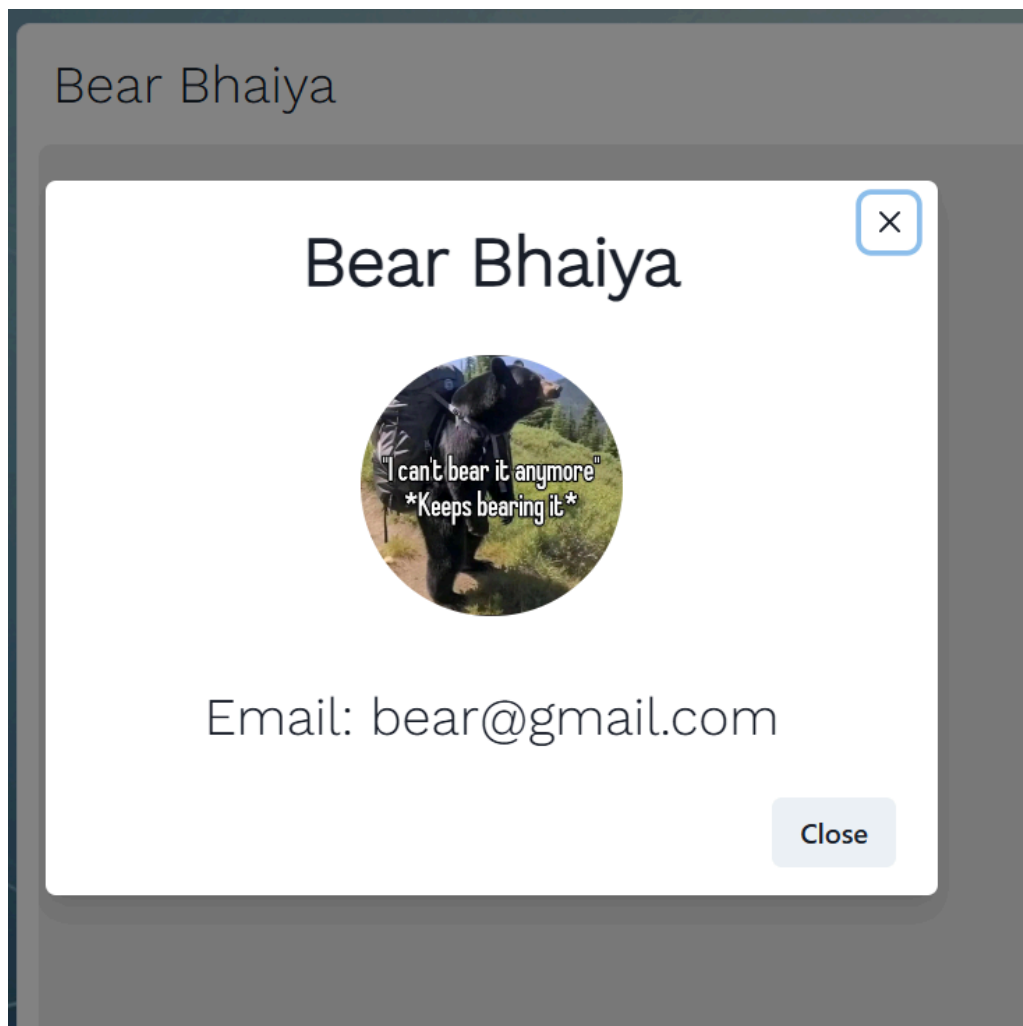 Bear Bhaiya
Bear Bhaiya
"I can't bear it anymore"
*Keeps bearing it*
Email: bear@gmail.com
Close